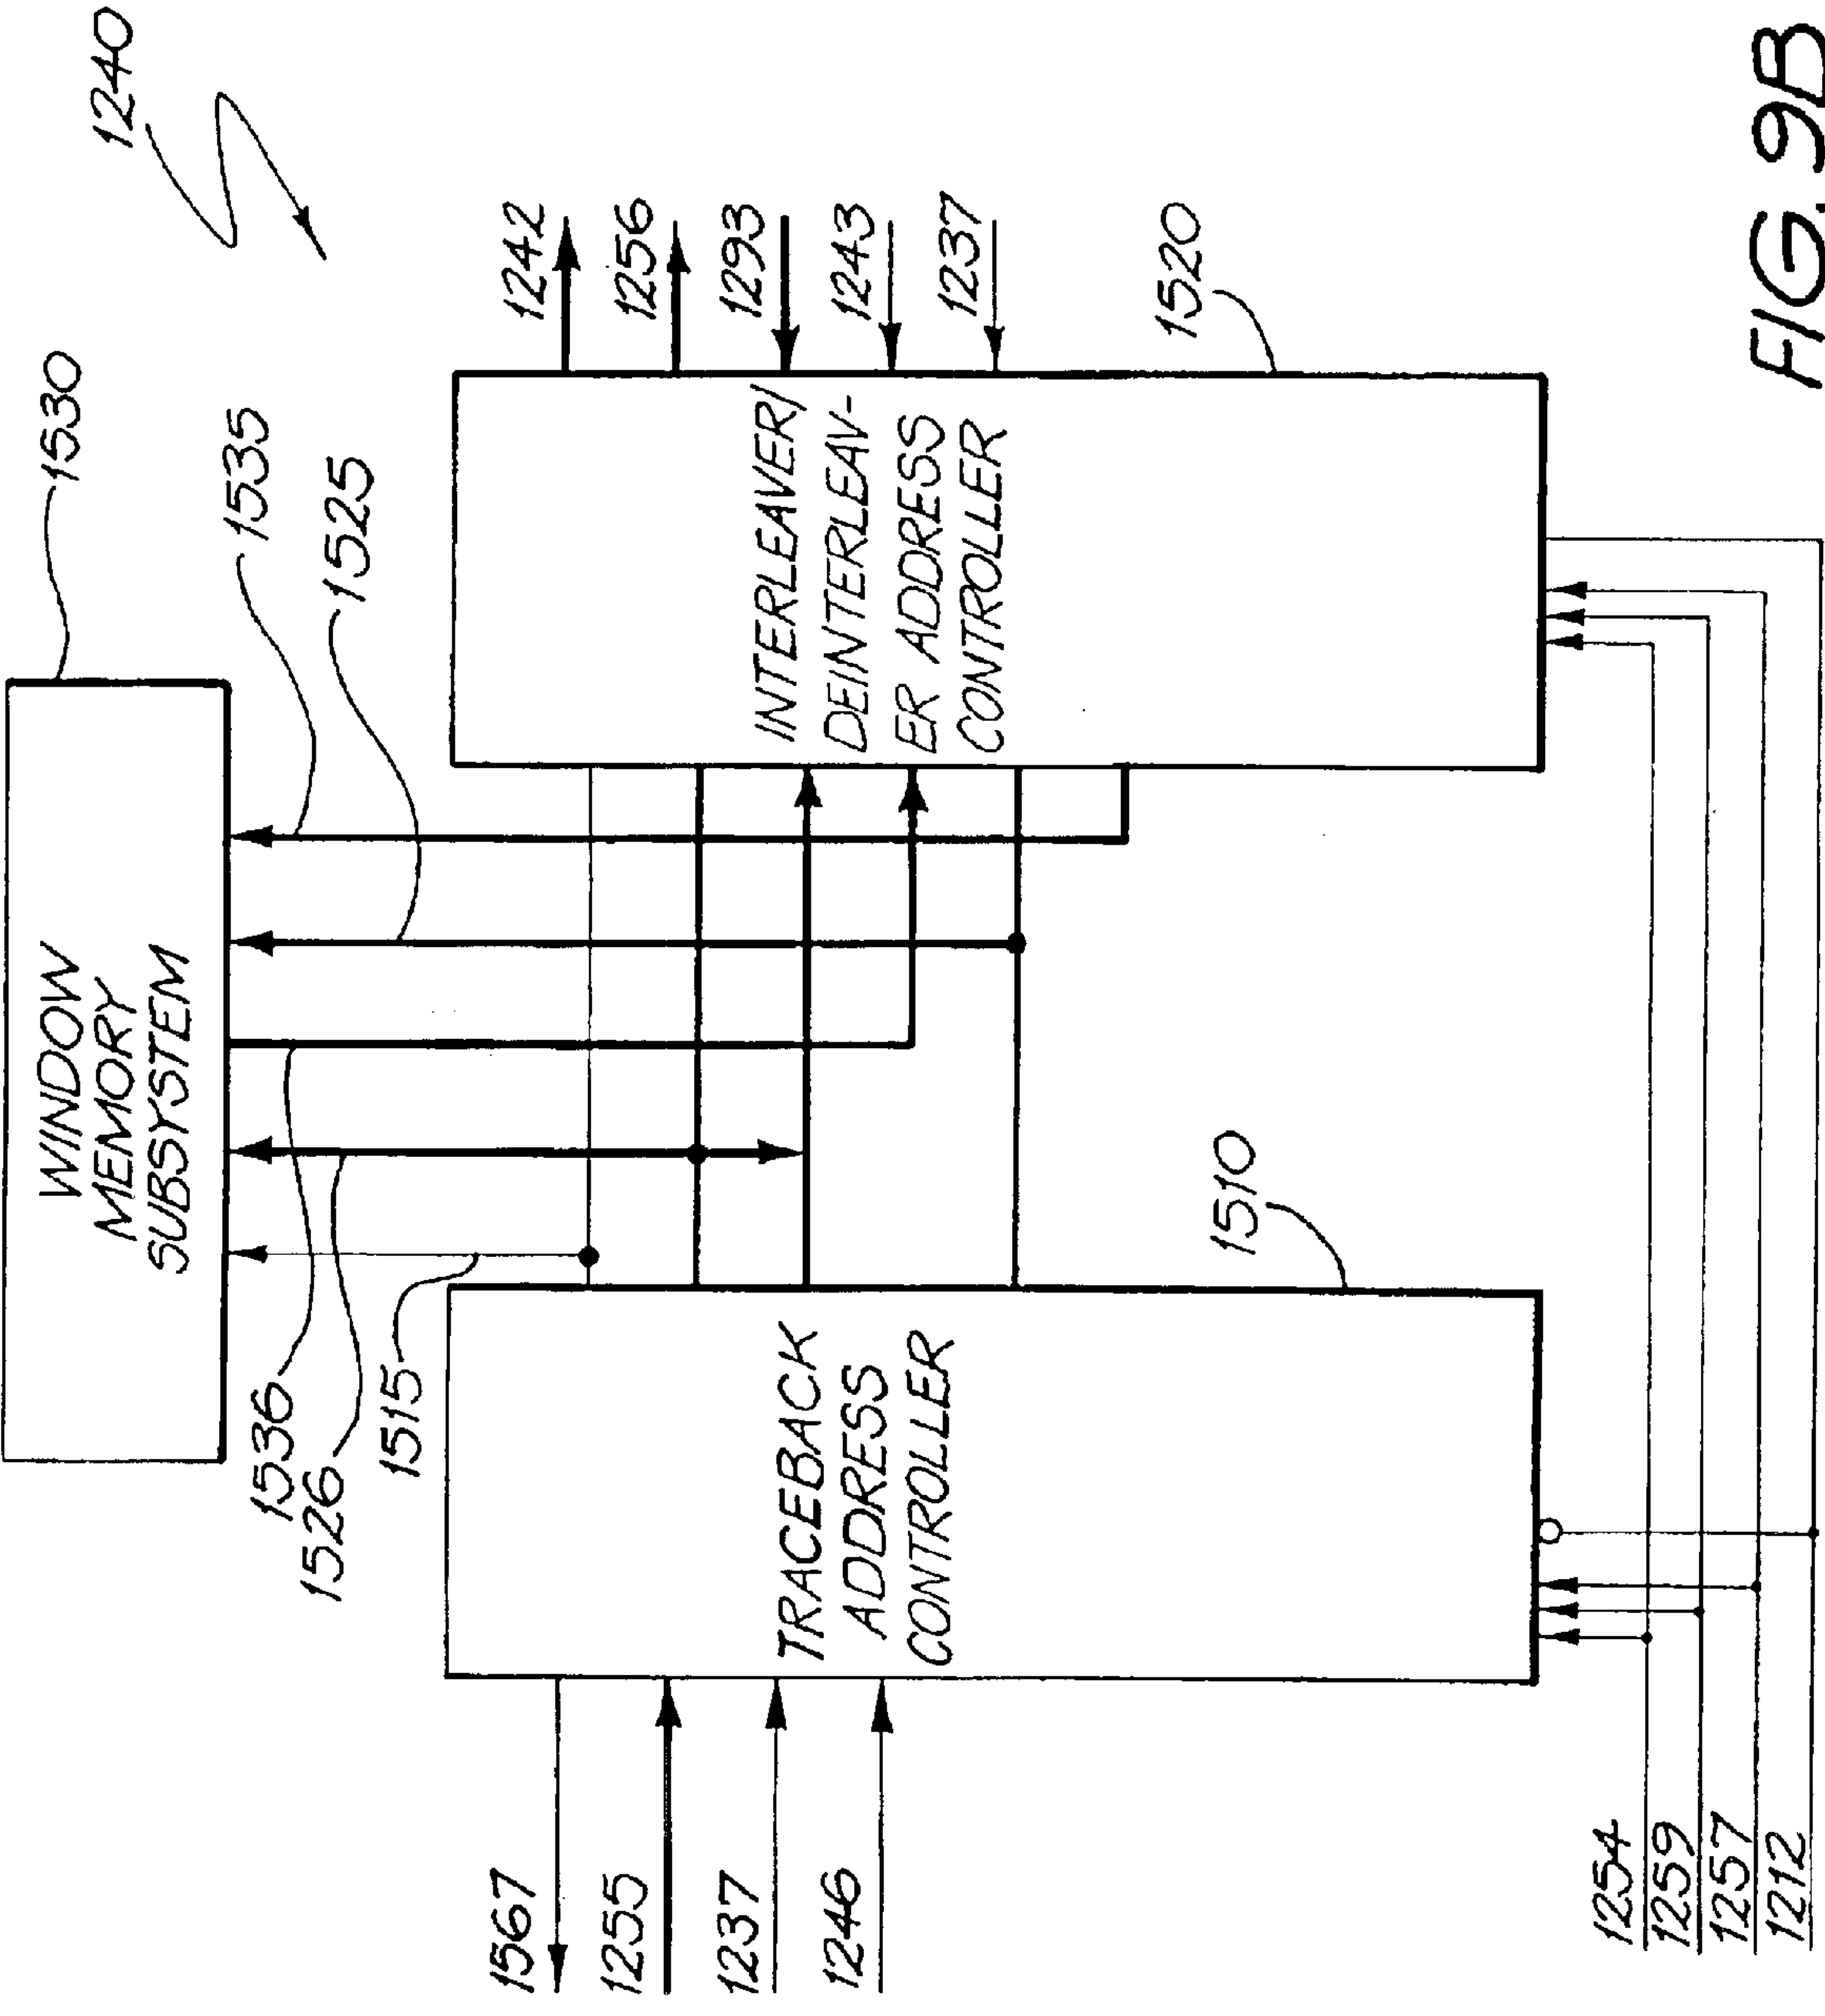 1240
1530
WINDOW
MEMORY
SUBSYSTEM
1535
1525
1536
1526
1515
1567
1255
1237
1246
TRACEBACK
ADDRESS
CONTROLLER
1510
INTERLEAVER/
DEINTERLEAV-
ER ADDRESS
CONTROLLER
1242
1256
1293
1243
1237
1520
1254
1259
1257
1212
FIG. 9B